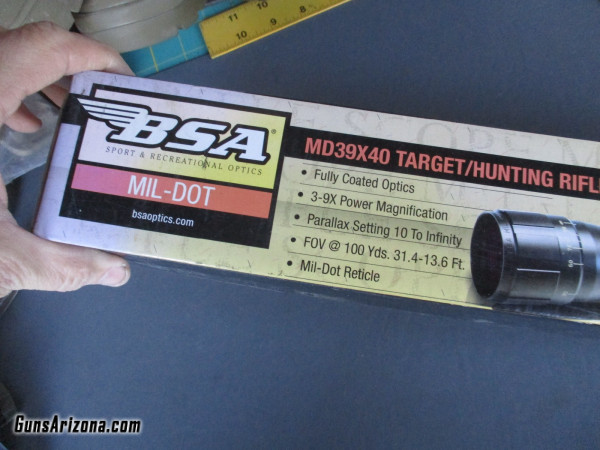 11
10
9
10
9
8
BSA®
SPORT & RECREATIONAL OPTICS
MIL-DOT
bsaoptics.com
MD39X40 TARGET/HUNTING RIFL
• Fully Coated Optics
• 3-9X Power Magnification
• Parallax Setting 10 To Infinity
• FOV @ 100 Yds. 31.4-13.6 Ft.
• Mil-Dot Reticle
GunsArizona.com